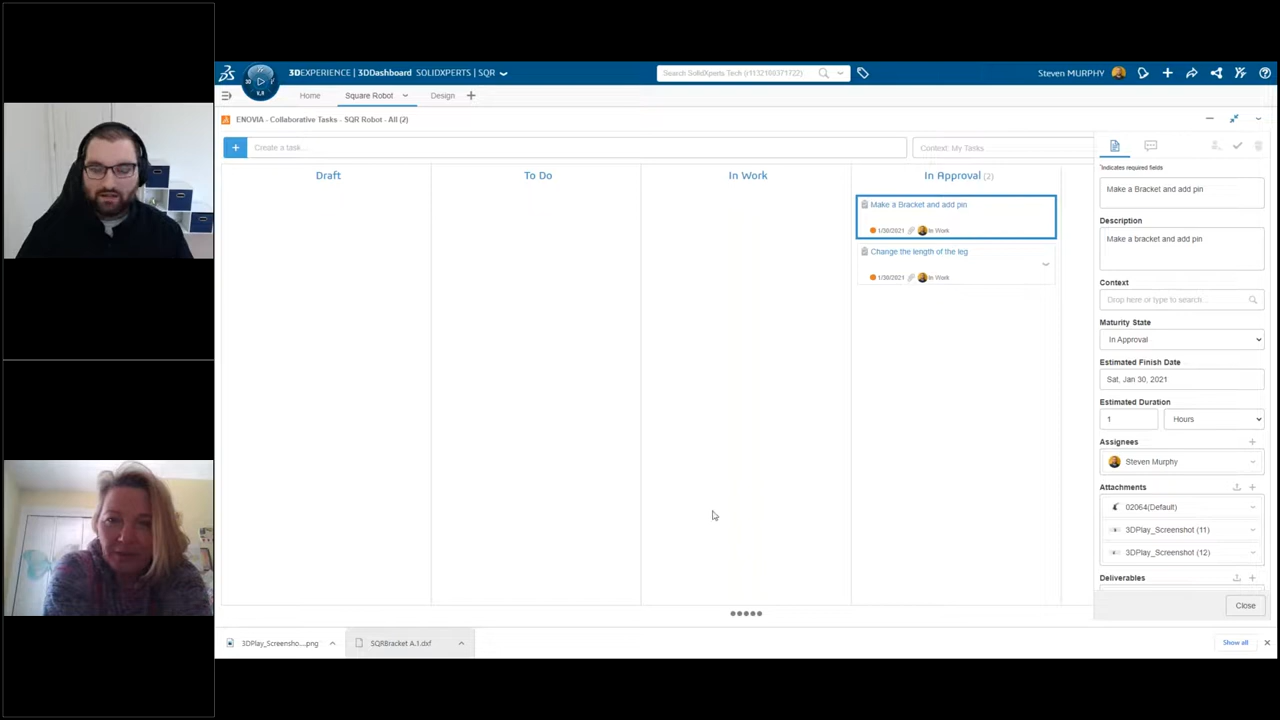 3DEXPERIENCE | 3DDashboard SOLIDXPERTS | SQR
Search SolidXperts Tech (r1132100371722)
Steven MURPHY
3D
V.R
Home
Square Robot
Design
ENOVIA - Collaborative Tasks - SQR Robot - All (2)
Create a task...
Context: My Tasks
Draft
To Do
In Work
In Approval (2)
Make a Bracket and add pin
1/30/2021 In Work
Change the length of the leg
1/30/2021 In Work
*Indicates required fields
Make a Bracket and add pin
Description
Make a bracket and add pin
Context
Drop here or type to search...
Maturity State
In Approval
Estimated Finish Date
Sat, Jan 30, 2021
Estimated Duration
1 Hours
Assignees
Steven Murphy
Attachments
02064(Default)
3DPlay_Screenshot (11)
3DPlay_Screenshot (12)
Deliverables
Close
3DPlay_Screensho....png
SQRBracket A.1.dxf
Show all